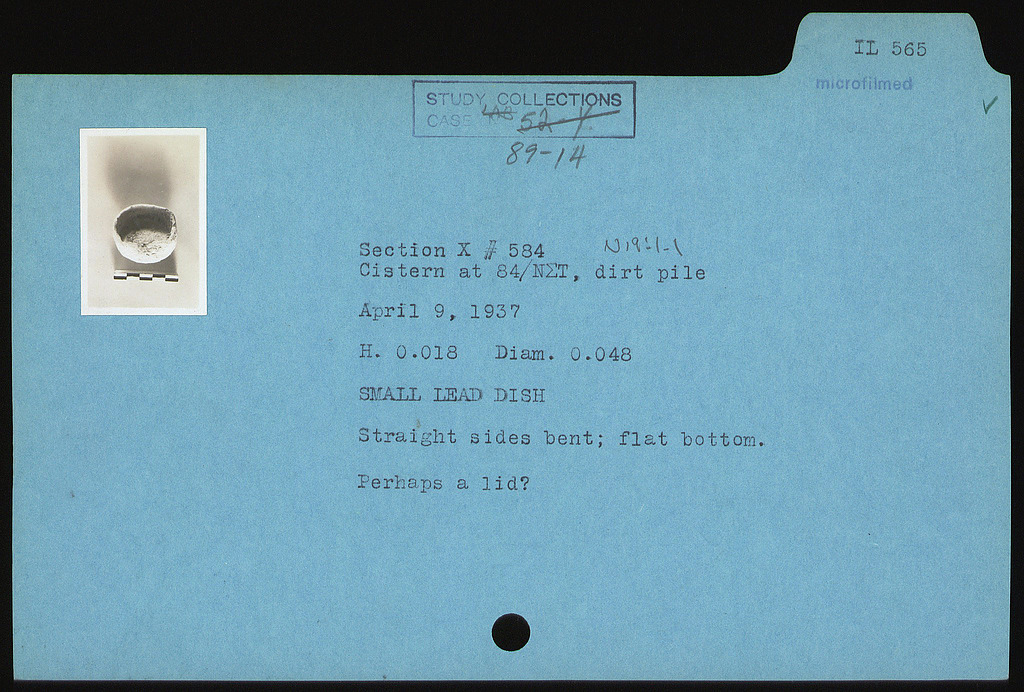 IL 565
microfilmed
STUDY COLLECTIONS
CASE 52-Y
89-14
Section X # 584
Cistern at 84/ΝΣΤ, dirt pile
April 9, 1937
H. 0.018 Diam. 0.048
SMALL LEAD DISH
Straight sides bent; flat bottom.
Perhaps a lid?